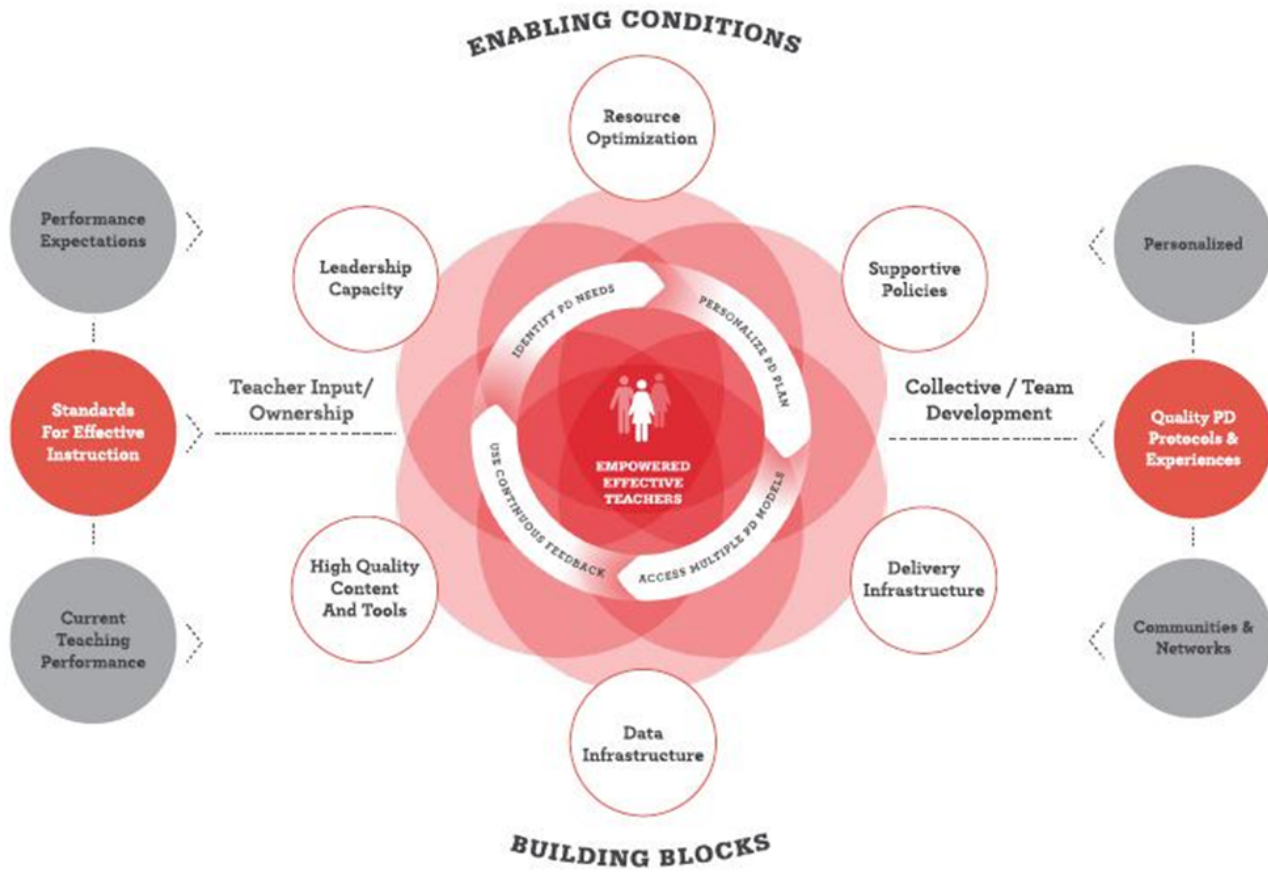 ENABLING CONDITIONS
Resource
Optimization
Performance
Expectations
Leadership
Capacity
Supportive
Policies
Personalized
IDENTIFY PD NEEDS
PERSONALIZE PD PLAN
Standards
For Effective
Instruction
Teacher Input/
Ownership
EMPOWERED
EFFECTIVE
TEACHERS
Collective / Team
Development
Quality PD
Protocols &
Experiences
USE CONTINUOUS FEEDBACK
ACCESS MULTIPLE PD MODELS
High Quality
Content
And Tools
Delivery
Infrastructure
Current
Teaching
Performance
Communities &
Networks
Data
Infrastructure
BUILDING BLOCKS